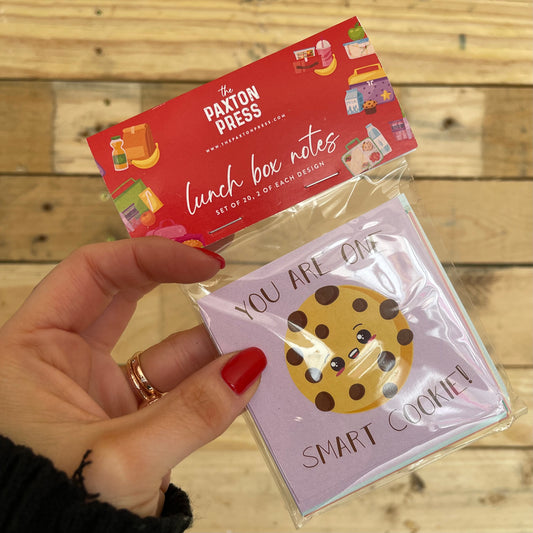 the
PAXTON
PRESS
WWW.THEPAXTONPRESS.COM
lunch box notes
SET OF 20, 2 OF EACH DESIGN
YOU ARE ONE
SMART COOKIE!